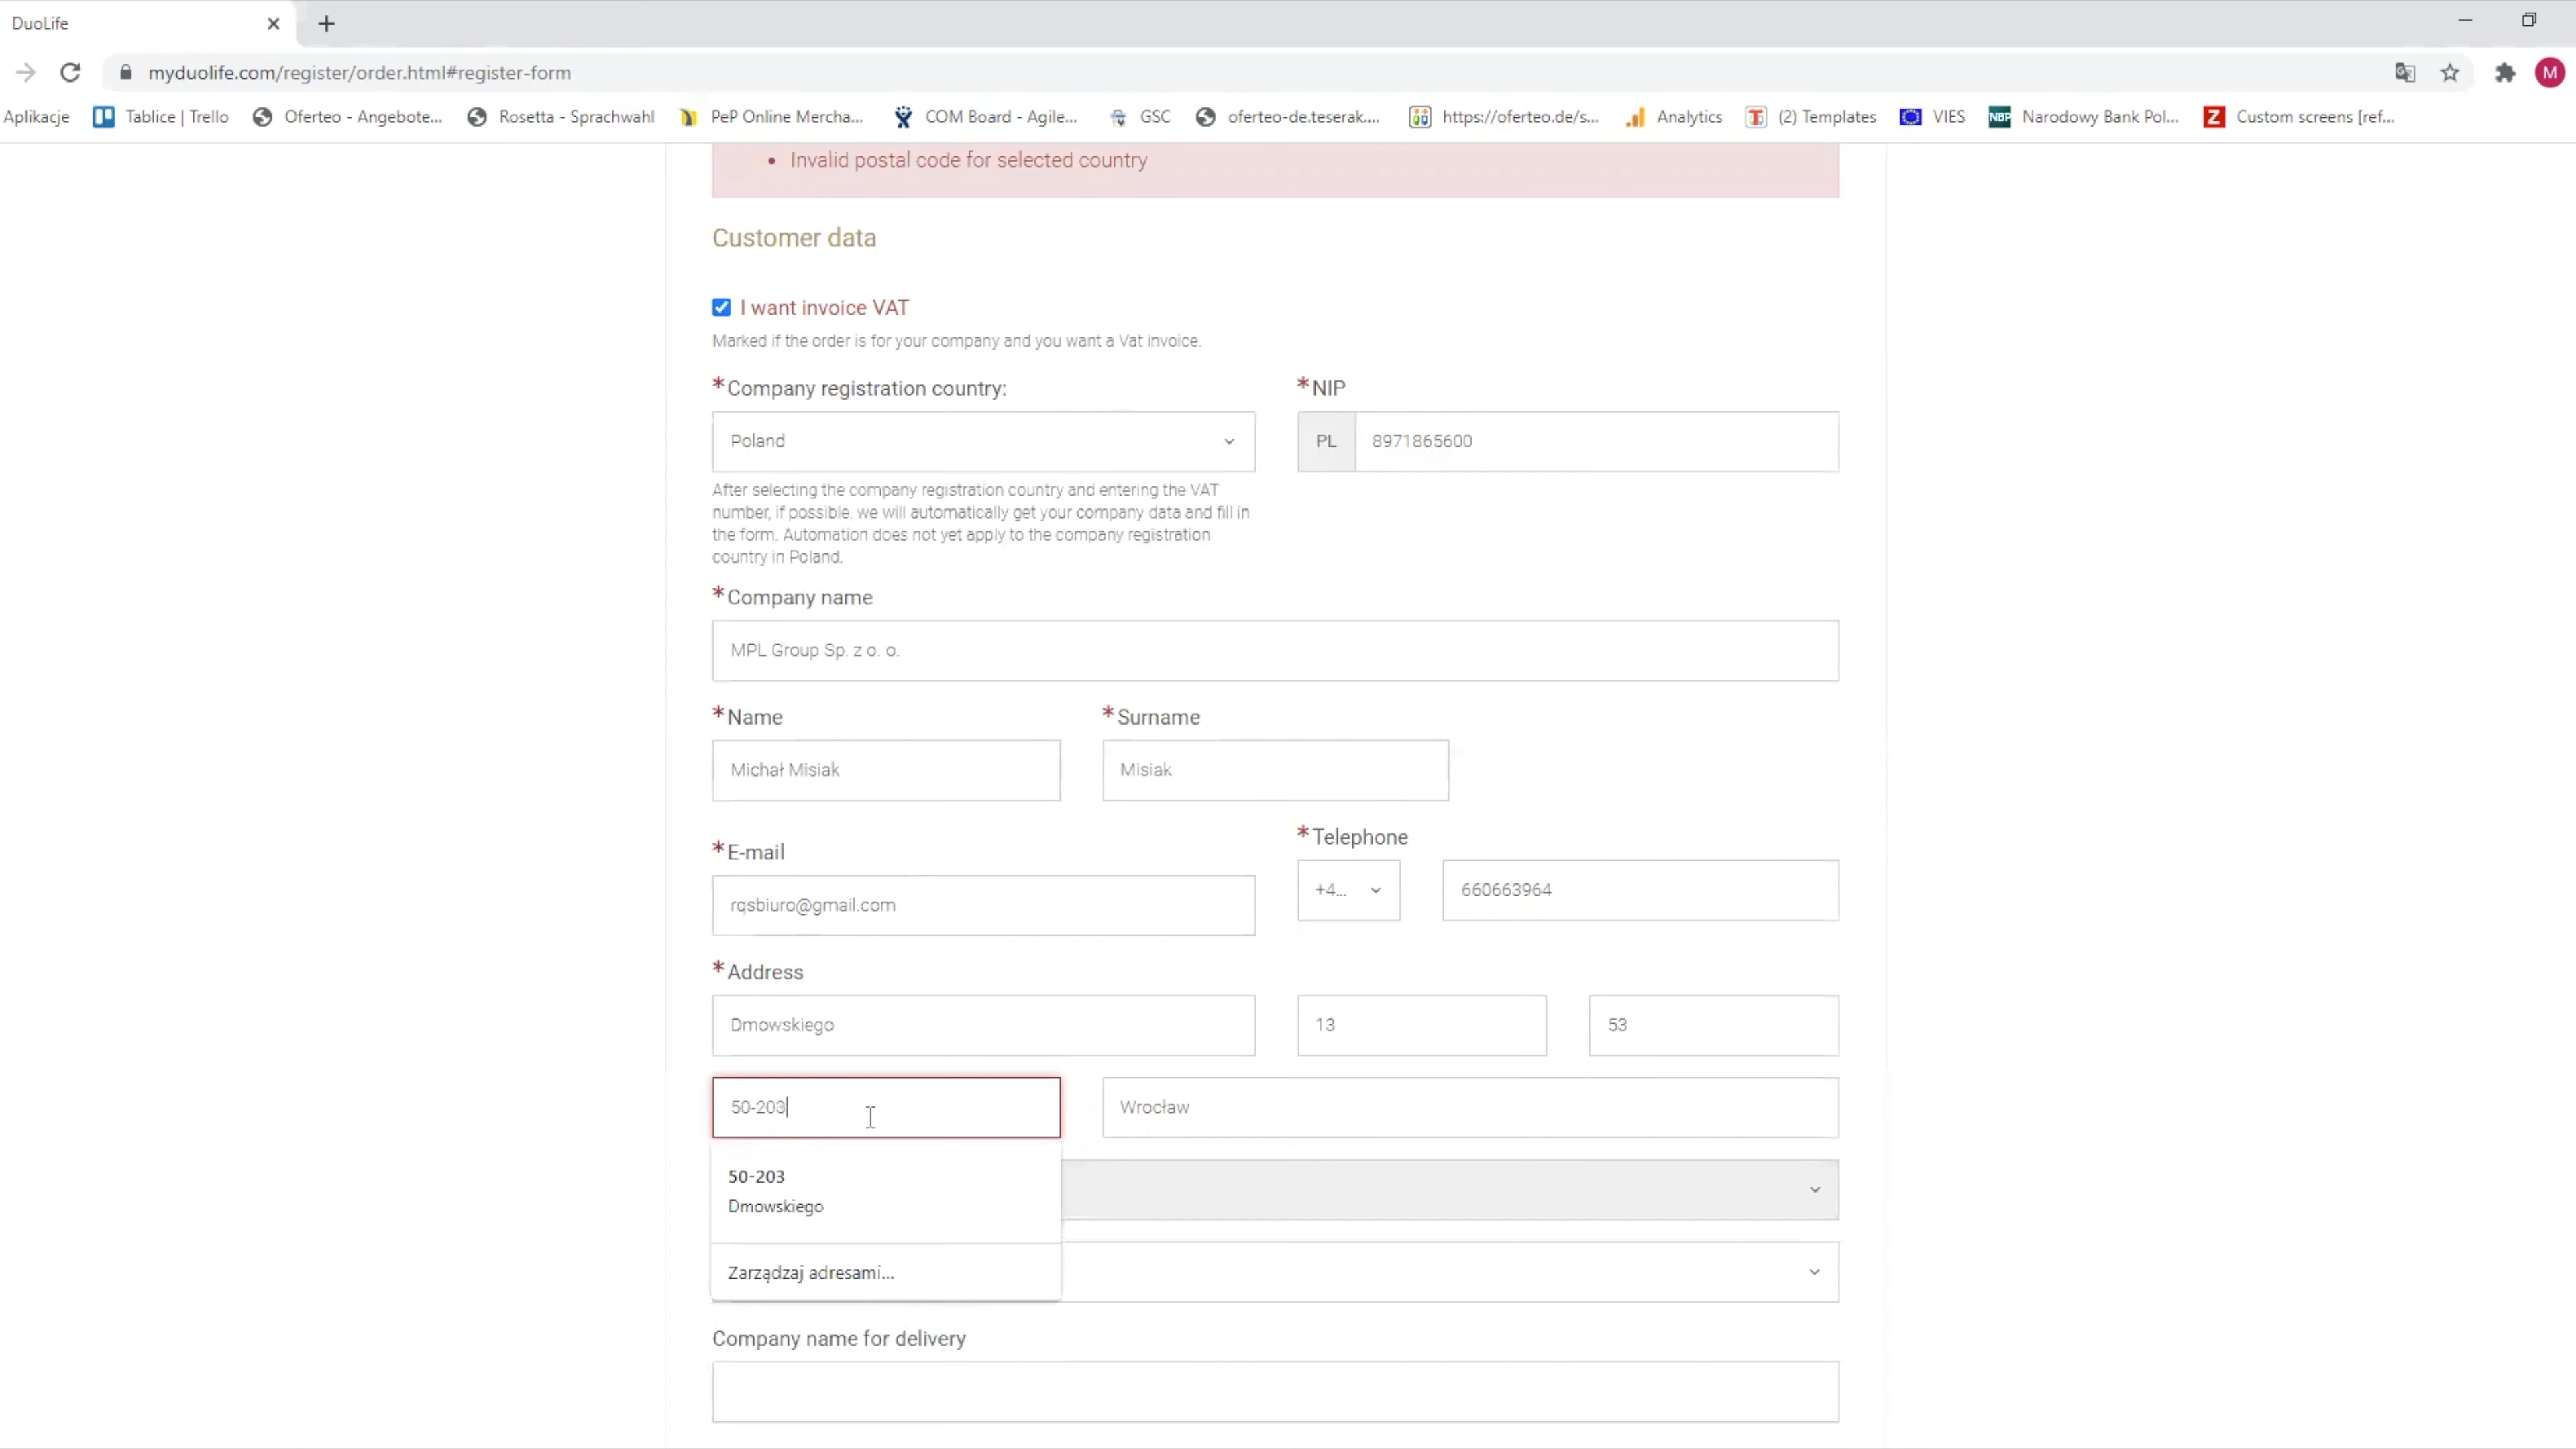 DuoLife
myduolife.com/register/order.html#register-form
M
Aplikacje
Tablice | Trello
Oferteo - Angebote...
Rosetta - Sprachwahl
PeP Online Mercha...
COM Board - Agile...
GSC
oferteo-de.teserak....
https://oferteo.de/s...
Analytics
(2) Templates
VIES
NBP
Narodowy Bank Pol...
Z
Custom screens [ref...
• Invalid postal code for selected country
Customer data
I want invoice VAT
Marked if the order is for your company and you want a Vat invoice.
*Company registration country:
*NIP
Poland
PL
8971865600
After selecting the company registration country and entering the VAT
number, if possible, we will automatically get your company data and fill in
the form. Automation does not yet apply to the company registration
country in Poland.
*Company name
MPL Group Sp. z o. o.
*Name
*Surname
Michał Misiak
Misiak
*Telephone
*E-mail
+4...
660663964
rqsbiuro@gmail.com
*Address
Dmowskiego
13
53
50-203
Wrocław
50-203
Dmowskiego
Zarządzaj adresami...
Company name for delivery